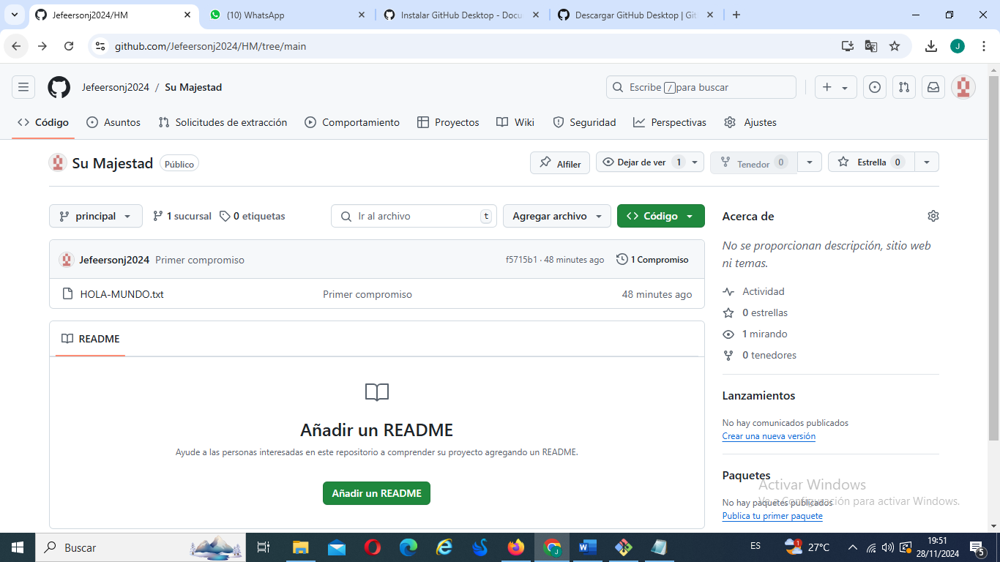 Jefeersonj2024/HM
(10) WhatsApp
Instalar GitHub Desktop - Docu
Descargar GitHub Desktop | Git
github.com/Jefeersonj2024/HM/tree/main
J
Jefeersonj2024 / Su Majestad
Escribe / para buscar
Código
Asuntos
Solicitudes de extracción
Comportamiento
Proyectos
Wiki
Seguridad
Perspectivas
Ajustes
Su Majestad
Público
Alfiler
Dejar de ver 1
Tenedor 0
Estrella 0
principal
1 sucursal
0 etiquetas
Ir al archivo
t
Agregar archivo
Código
Jefeersonj2024 Primer compromiso
f5715b1 · 48 minutes ago
1 Compromiso
HOLA-MUNDO.txt
Primer compromiso
48 minutes ago
README
Añadir un README
Ayude a las personas interesadas en este repositorio a comprender su proyecto agregando un README.
Añadir un README
Acerca de
No se proporcionan descripción, sitio web
ni temas.
Actividad
0 estrellas
1 mirando
0 tenedores
Lanzamientos
No hay comunicados publicados
Crear una nueva versión
Paquetes
No hay paquetes publicados
Publica tu primer paquete
Activar Windows
Ve a Configuración para activar Windows.
Buscar
J
ES
1
27°C
19:51
28/11/2024
5